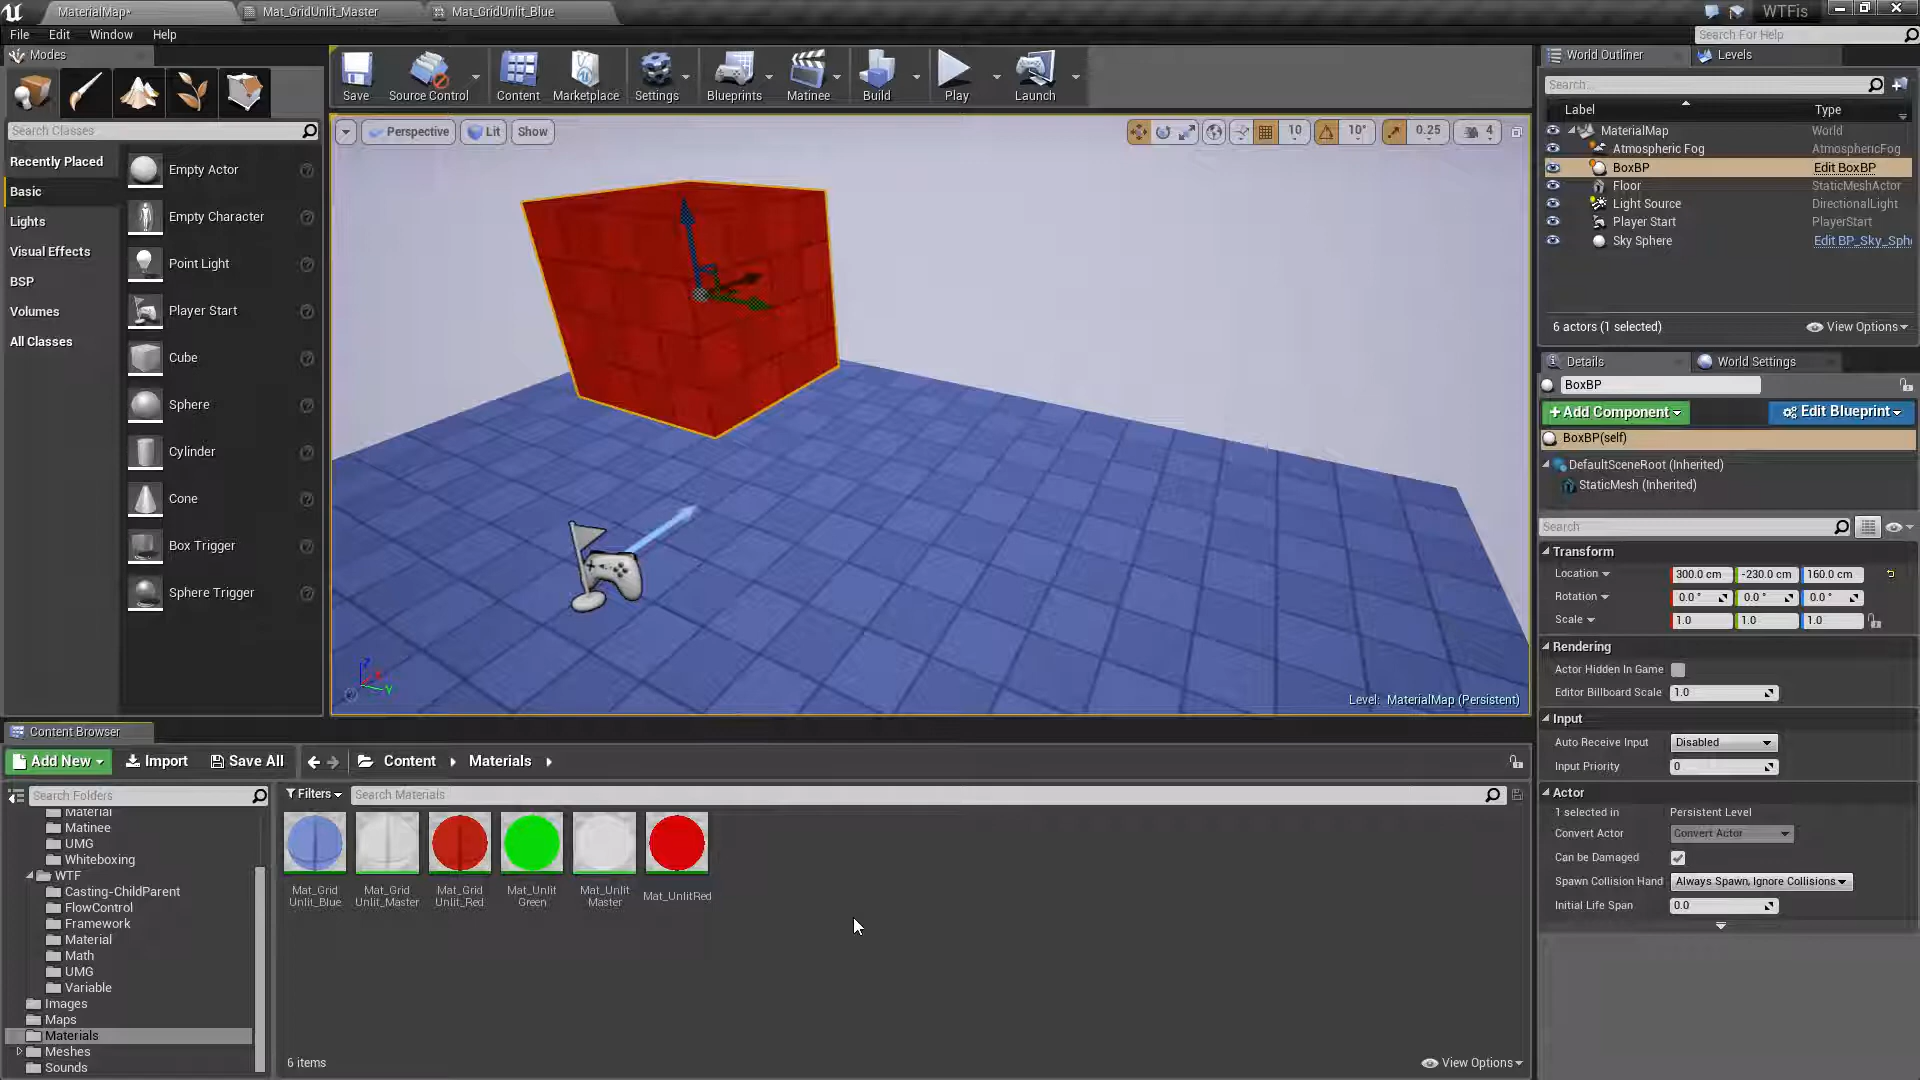 MaterialMap*
Mat_GridUnlit_Master
Mat_GridUnlit_Blue
WTFis
File Edit Window Help
Search For Help
Modes
Search Classes
Recently Placed
Basic
Lights
Visual Effects
BSP
Volumes
All Classes
Empty Actor
Empty Character
Point Light
Player Start
Cube
Sphere
Cylinder
Cone
Box Trigger
Sphere Trigger
Save
Source Control
Content
Marketplace
Settings
Blueprints
Matinee
Build
Play
Launch
Perspective
Lit
Show
10
10°
0.25
4
Level: MaterialMap (Persistent)
World Outliner
Levels
Search...
Label Type
MaterialMap World
Atmospheric Fog AtmosphericFog
BoxBP Edit BoxBP
Floor StaticMeshActor
Light Source DirectionalLight
Player Start PlayerStart
Sky Sphere Edit BP_Sky_Sph
6 actors (1 selected)
View Options
Details
World Settings
BoxBP
+Add Component
Edit Blueprint
BoxBP(self)
DefaultSceneRoot (Inherited)
StaticMesh (Inherited)
Search
Transform
Location 300.0 cm -230.0 cm 160.0 cm
Rotation 0.0 ° 0.0 ° 0.0 °
Scale 1.0 1.0 1.0
Rendering
Actor Hidden In Game
Editor Billboard Scale 1.0
Input
Auto Receive Input Disabled
Input Priority 0
Actor
1 selected in Persistent Level
Convert Actor Convert Actor
Can be Damaged
Spawn Collision Hand Always Spawn, Ignore Collisions
Initial Life Span 0.0
Content Browser
Add New
Import
Save All
Content
Materials
Search Folders
Filters
Search Materials
Material
Matinee
UMG
Whiteboxing
WTF
Casting-ChildParent
FlowControl
Framework
Material
Math
UMG
Variable
Images
Maps
Materials
Meshes
Sounds
Mat_Grid
Unlit_Blue
Mat_Grid
Unlit_Master
Mat_Grid
Unlit_Red
Mat_Unlit
Green
Mat_Unlit
Master
Mat_UnlitRed
6 items
View Options